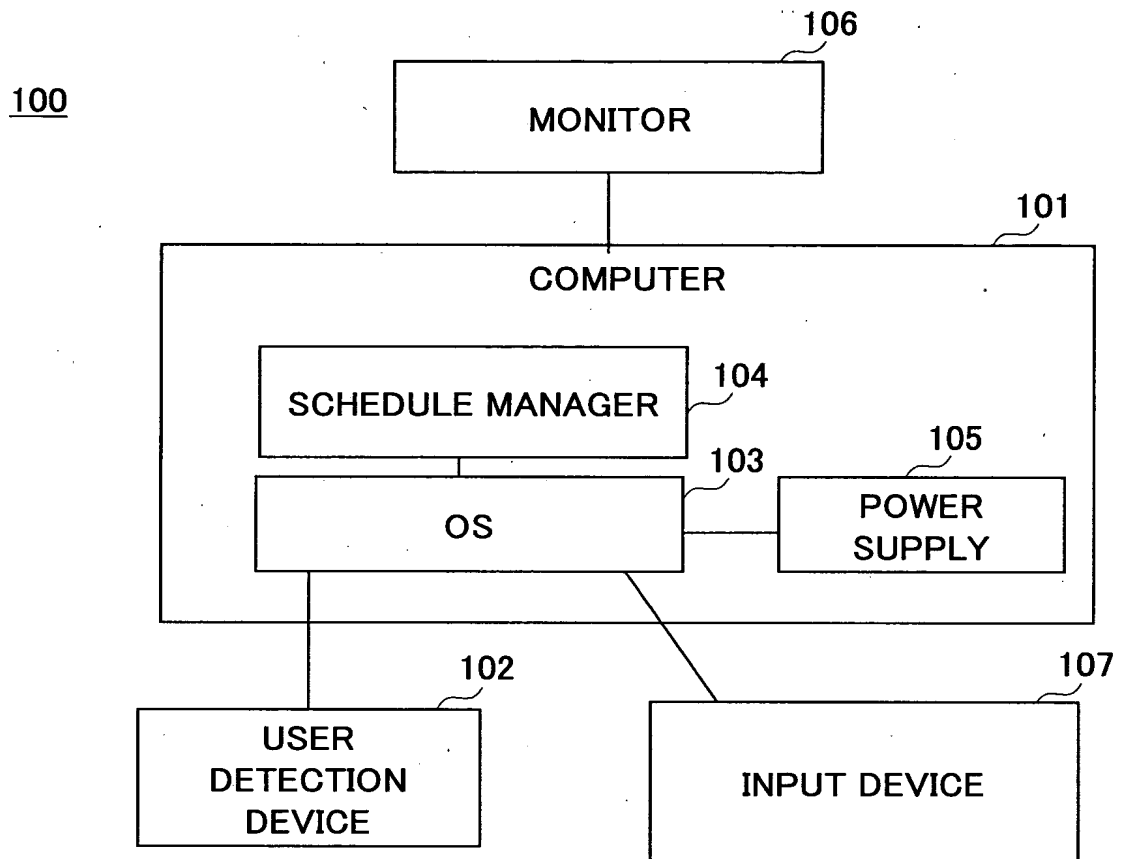 106
100
MONITOR
101
COMPUTER
SCHEDULE MANAGER
104
103
105
OS
POWER
SUPPLY
102
107
USER
DETECTION
DEVICE
INPUT DEVICE